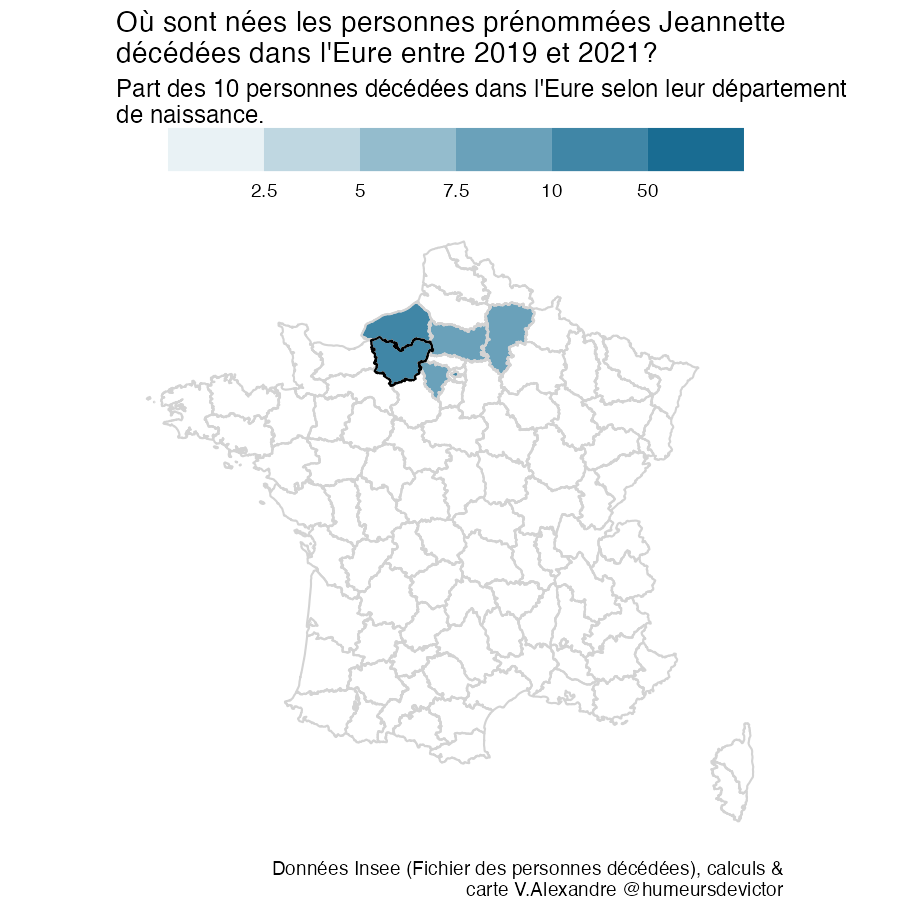 Où sont nées les personnes prénommées Jeannette
décédées dans l'Eure entre 2019 et 2021?
Part des 10 personnes décédées dans l'Eure selon leur département
de naissance.
2.5 5 7.5 10 50
Données Insee (Fichier des personnes décédées), calculs &
carte V.Alexandre @humeursdevictor